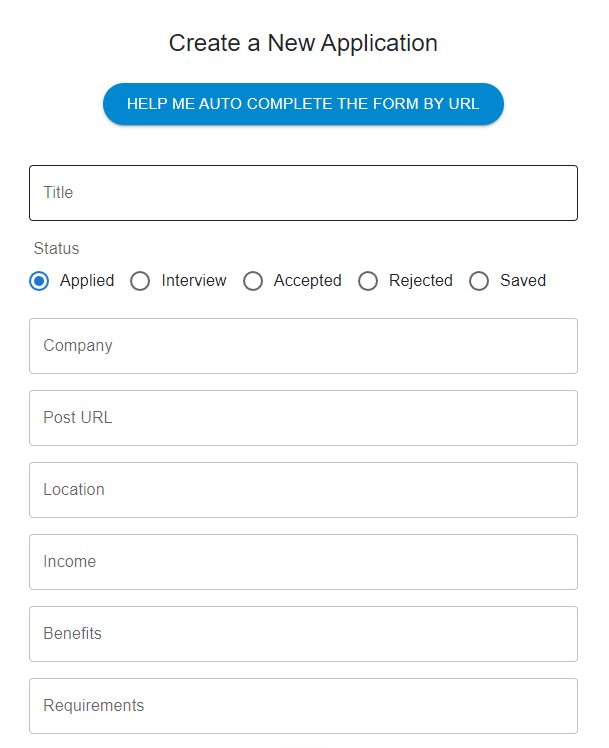 Create a New Application
HELP ME AUTO COMPLETE THE FORM BY URL
Title
Status
Applied Interview Accepted Rejected Saved
Company
Post URL
Location
Income
Benefits
Requirements